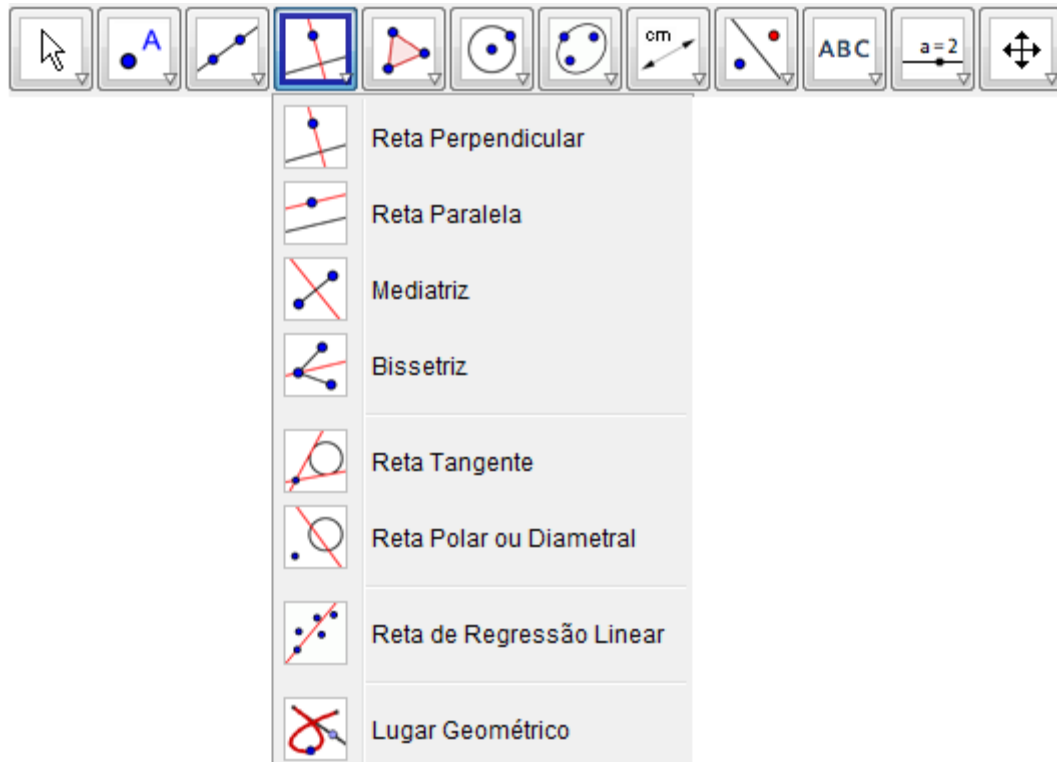 A
cm
ABC
a=2
Reta Perpendicular
Reta Paralela
Mediatriz
Bissetriz
Reta Tangente
Reta Polar ou Diametral
Reta de Regressão Linear
Lugar Geométrico